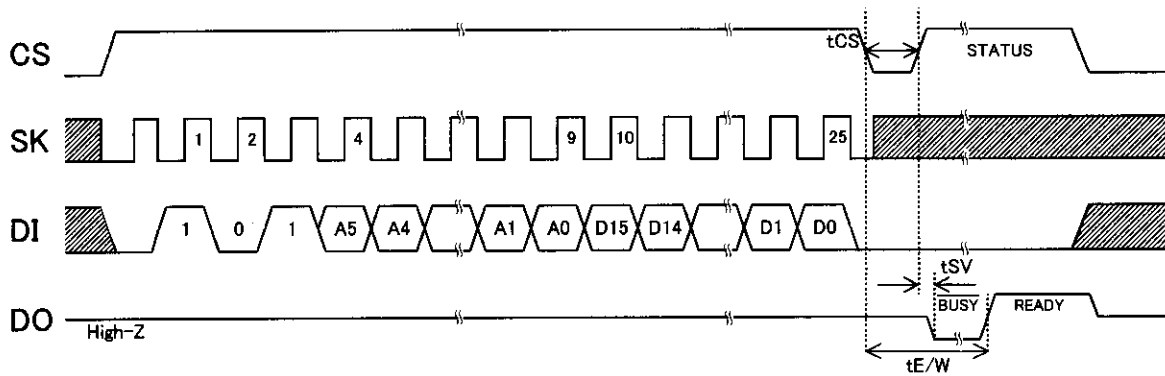 CS tCS STATUS
SK 1 2 4 9 10 25
DI 1 0 1 A5 A4 A1 A0 D15 D14 D1 D0
tSV
DO High-Z BUSY READY
tE/W